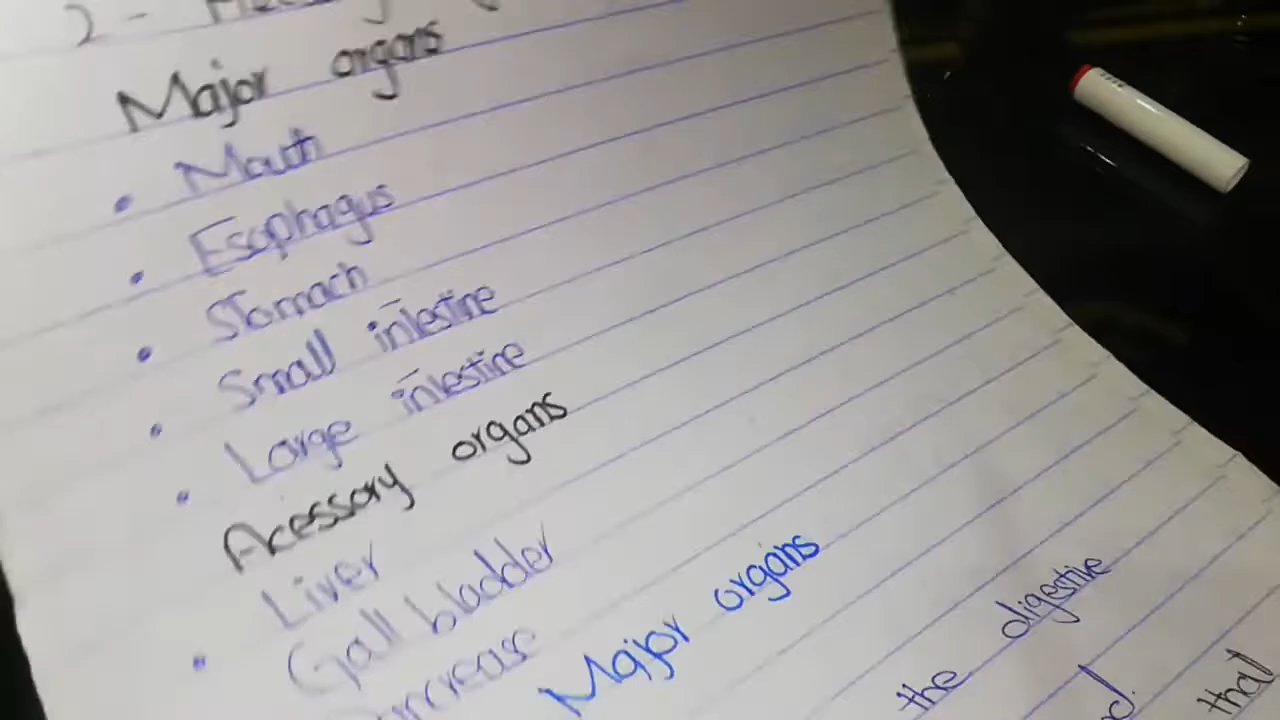 2 -
Major organs
• Mouth
• Esophagus
• Stomach
• Small intestine
• Large intestine
Acessory organs
Liver
• Gall bladder
Major organs
the digestive
that